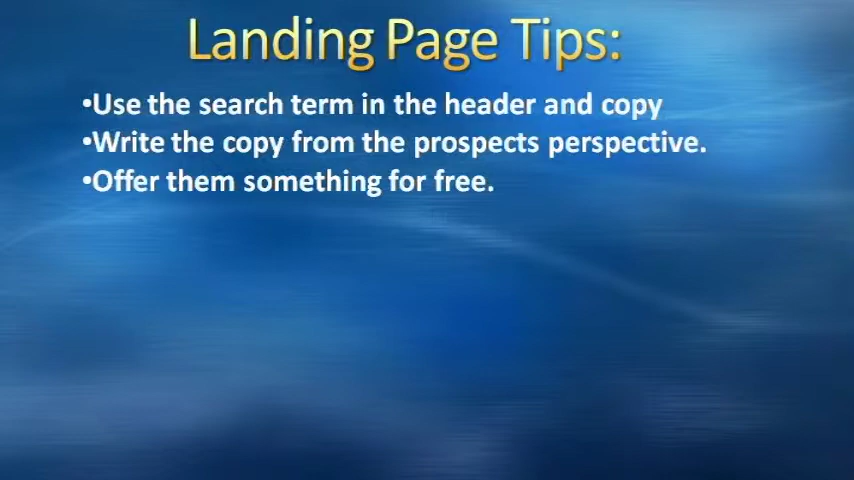 Landing Page Tips:
•Use the search term in the header and copy
•Write the copy from the prospects perspective.
•Offer them something for free.